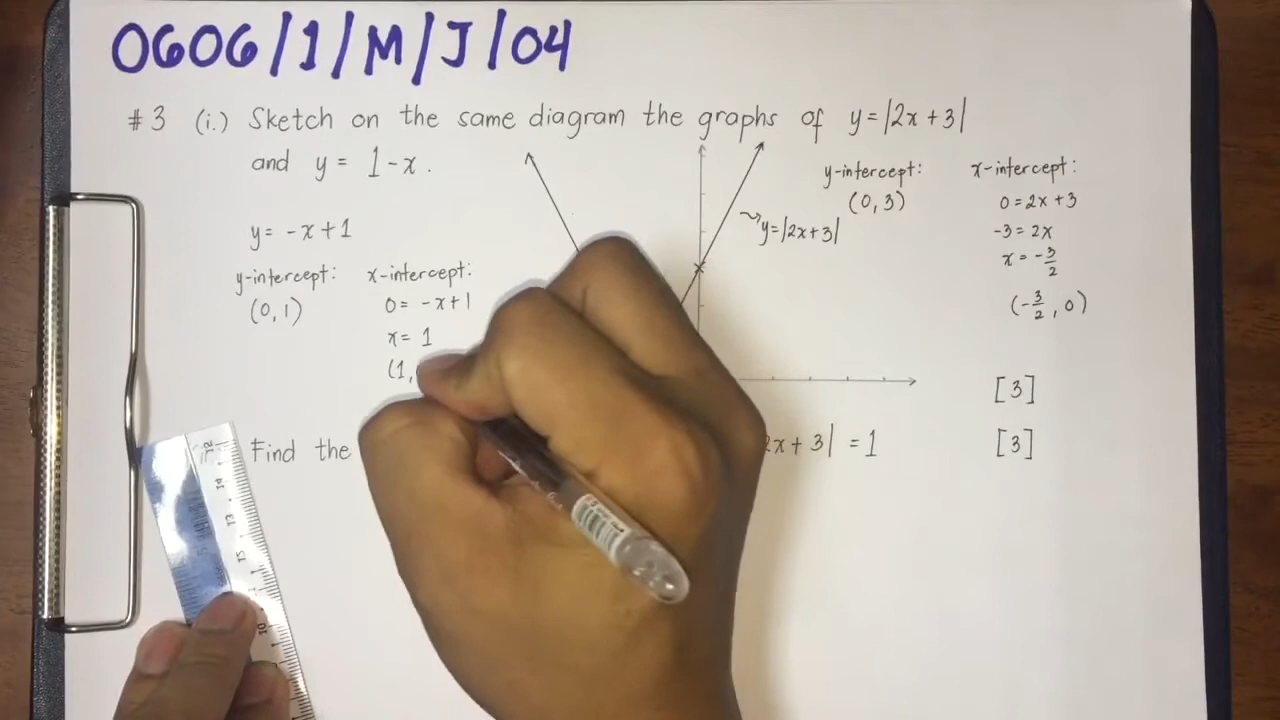 0606/1/M/J/04
#3 (i.) Sketch on the same diagram the graphs of y=|2x+3|
and y = 1-x.
y-intercept:
(0,3)
x-intercept:
0=2x+3
-3=2x
x=-3/2
(-3/2, 0)
y=|2x+3|
y= -x+1
y-intercept:
(0,1)
x-intercept:
0= -x+1
x= 1
(1,
[3]
Find the
2x+3| =1
[3]